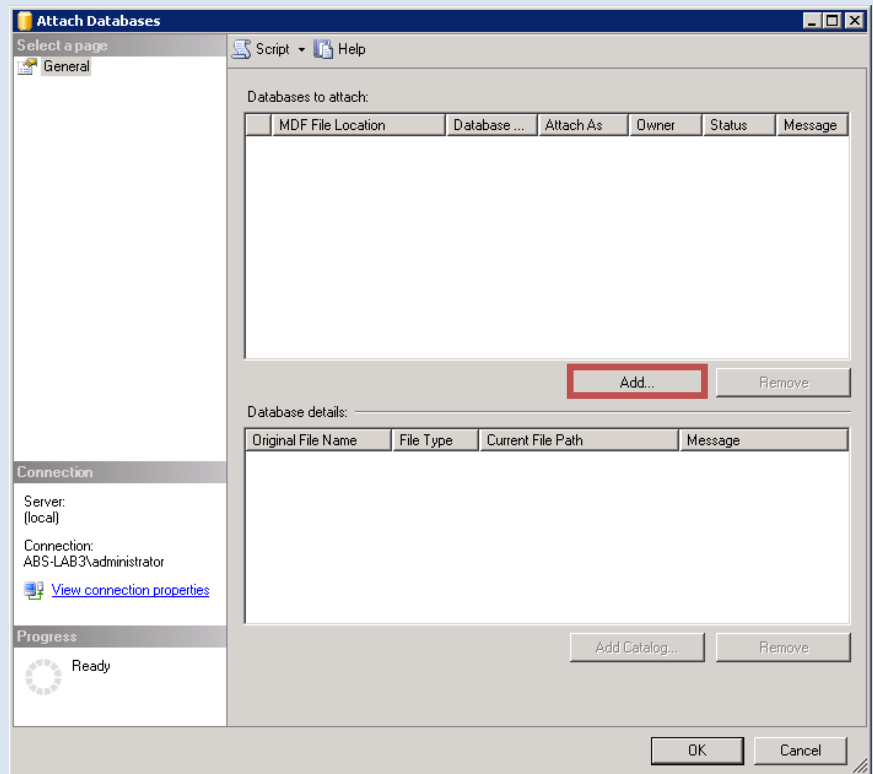 Attach Databases
Select a page
General
Script
Help
Databases to attach:
MDF File Location
Database ...
Attach As
Owner
Status
Message
Add...
Remove
Database details:
Original File Name
File Type
Current File Path
Message
Add Catalog...
Remove
Connection
Server:
(local)
Connection:
ABS-LAB3\administrator
View connection properties
Progress
Ready
OK
Cancel